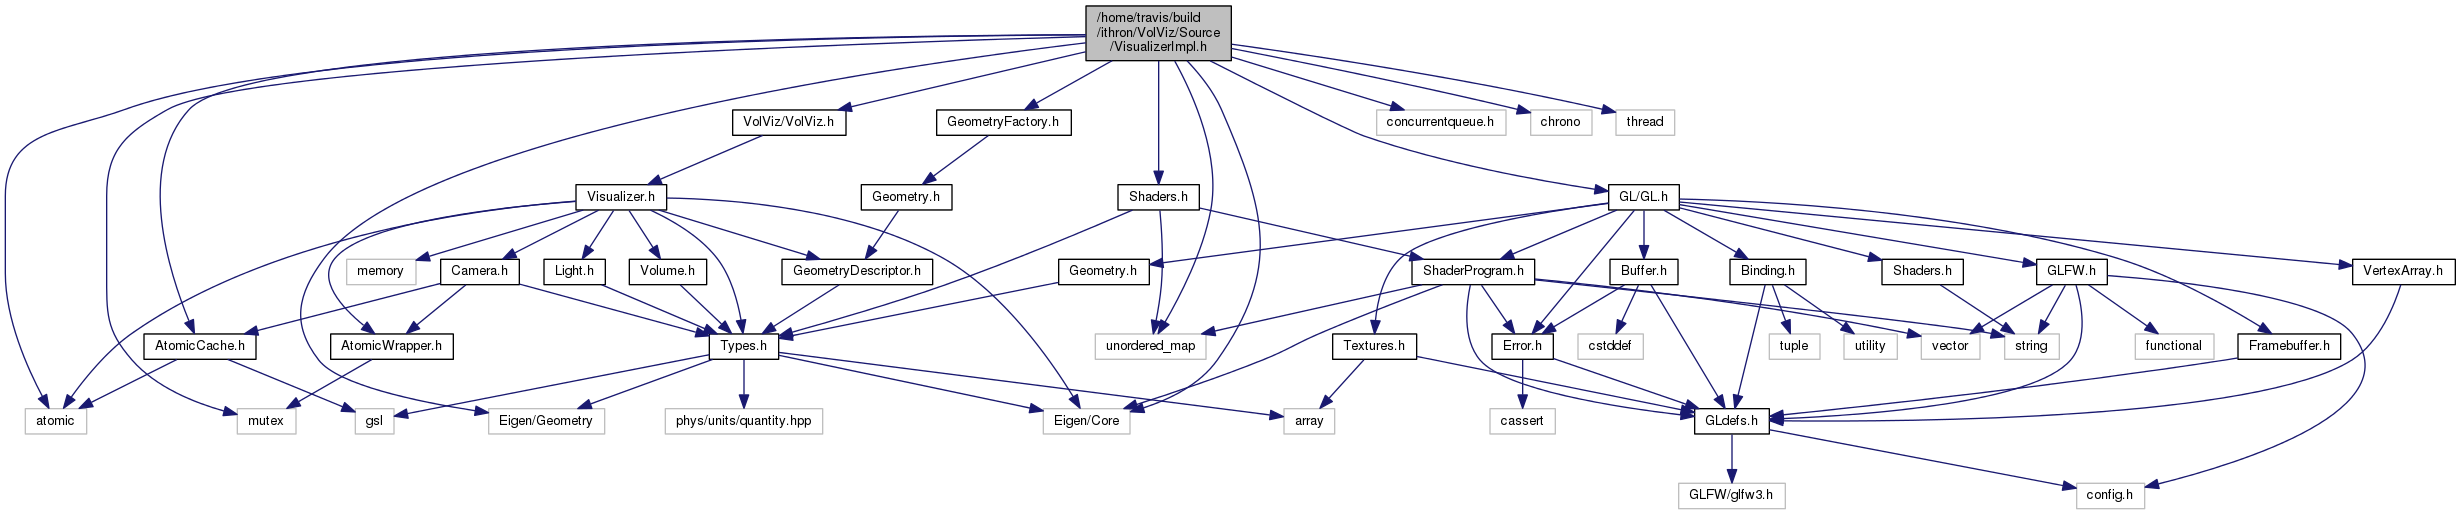 /home/travis/build
/ithron/VolViz/Source
/VisualizerImpl.h
VolViz/VolViz.h
GeometryFactory.h
concurrentqueue.h
chrono
thread
Visualizer.h
Geometry.h
Shaders.h
GL/GL.h
memory
Camera.h
Light.h
Volume.h
GeometryDescriptor.h
Geometry.h
ShaderProgram.h
Buffer.h
Binding.h
Shaders.h
GLFW.h
VertexArray.h
AtomicCache.h
AtomicWrapper.h
Types.h
unordered_map
Textures.h
Error.h
cstddef
tuple
utility
vector
string
functional
Framebuffer.h
atomic
mutex
gsl
Eigen/Geometry
phys/units/quantity.hpp
Eigen/Core
array
cassert
GLdefs.h
GLFW/glfw3.h
config.h